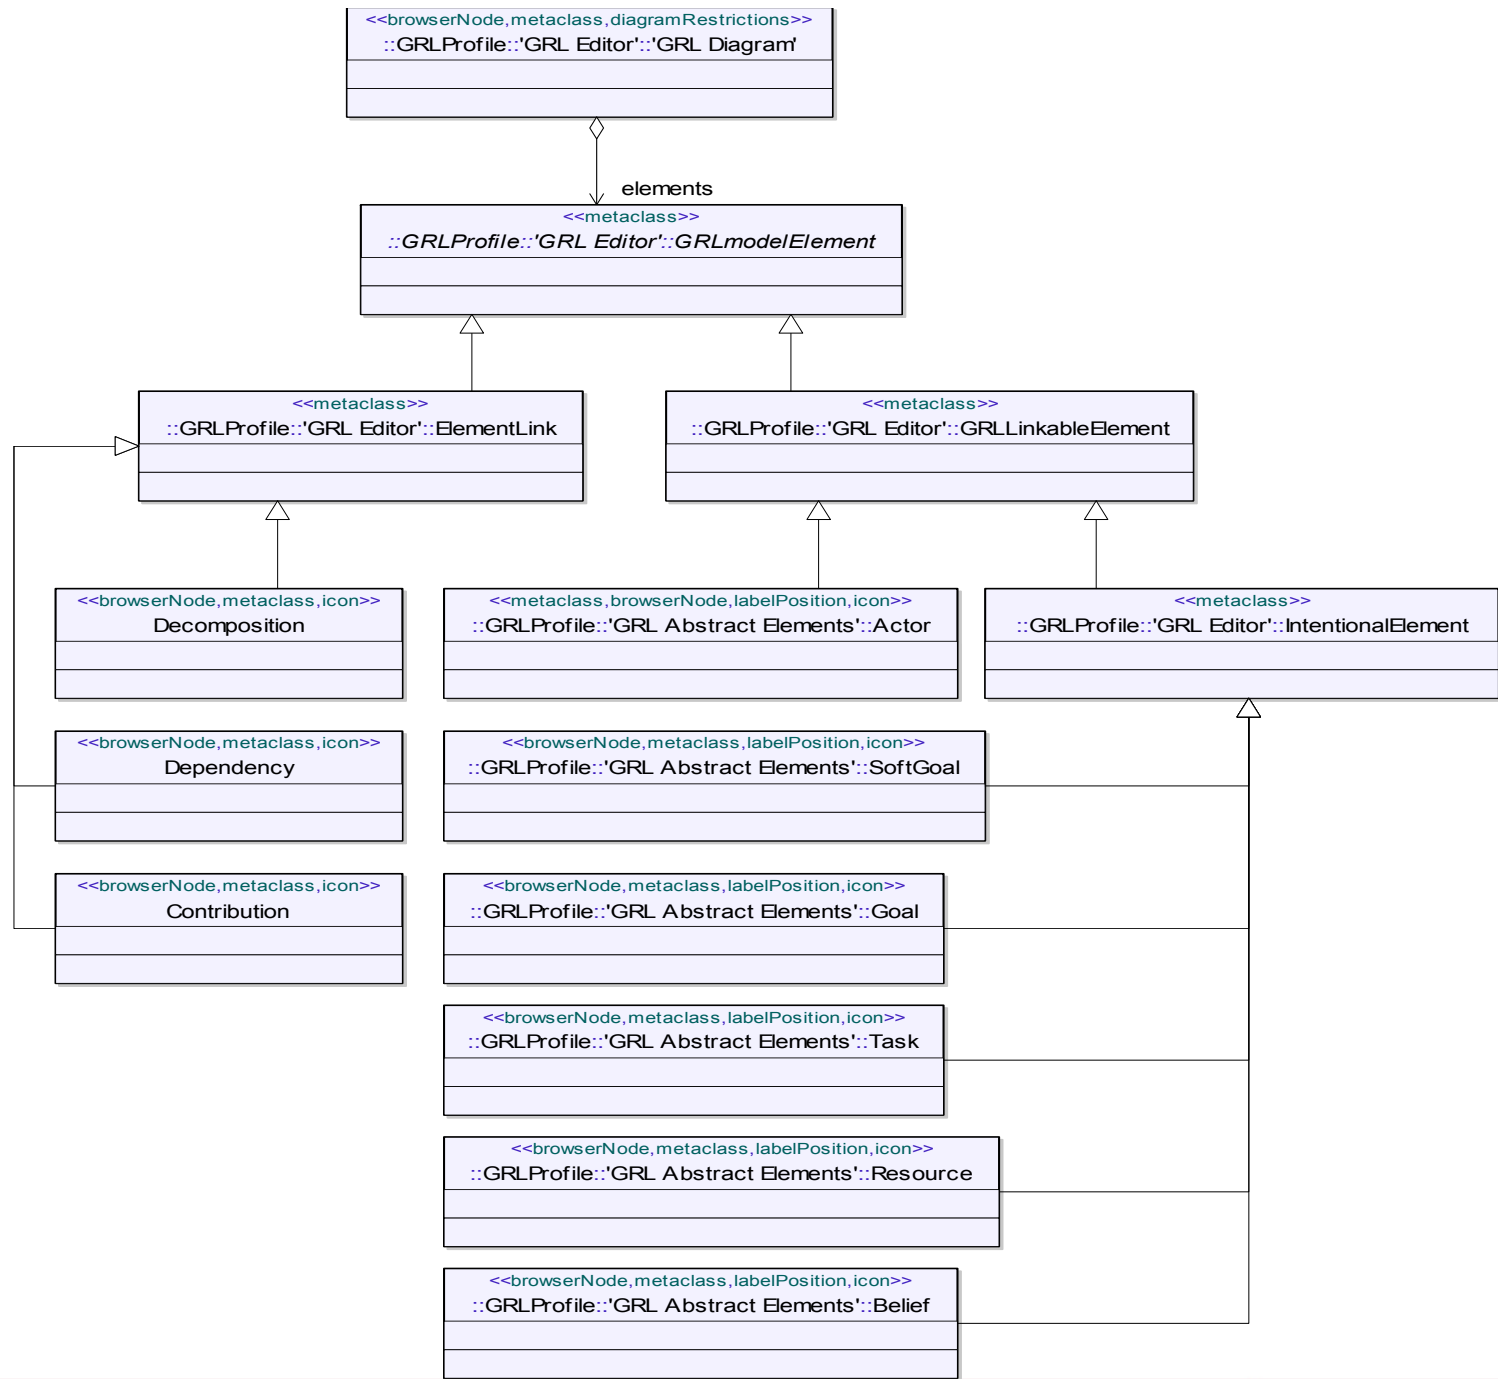 <<browserNode,metaclass,diagramRestrictions>>
::GRLProfile::'GRL Editor'::'GRL Diagram'
elements
<<metaclass>>
::GRLProfile::'GRL Editor'::GRLmodelElement
<<metaclass>>
::GRLProfile::'GRL Editor'::ElementLink
<<metaclass>>
::GRLProfile::'GRL Editor'::GRLLinkableElement
<<browserNode,metaclass,icon>>
Decomposition
<<metaclass,browserNode,labelPosition,icon>>
::GRLProfile::'GRL Abstract Elements'::Actor
<<metaclass>>
::GRLProfile::'GRL Editor'::IntentionalElement
<<browserNode,metaclass,icon>>
Dependency
<<browserNode,metaclass,labelPosition,icon>>
::GRLProfile::'GRL Abstract Elements'::SoftGoal
<<browserNode,metaclass,icon>>
Contribution
<<browserNode,metaclass,labelPosition,icon>>
::GRLProfile::'GRL Abstract Elements'::Goal
<<browserNode,metaclass,labelPosition,icon>>
::GRLProfile::'GRL Abstract Elements'::Task
<<browserNode,metaclass,labelPosition,icon>>
::GRLProfile::'GRL Abstract Elements'::Resource
<<browserNode,metaclass,labelPosition,icon>>
::GRLProfile::'GRL Abstract Elements'::Belief